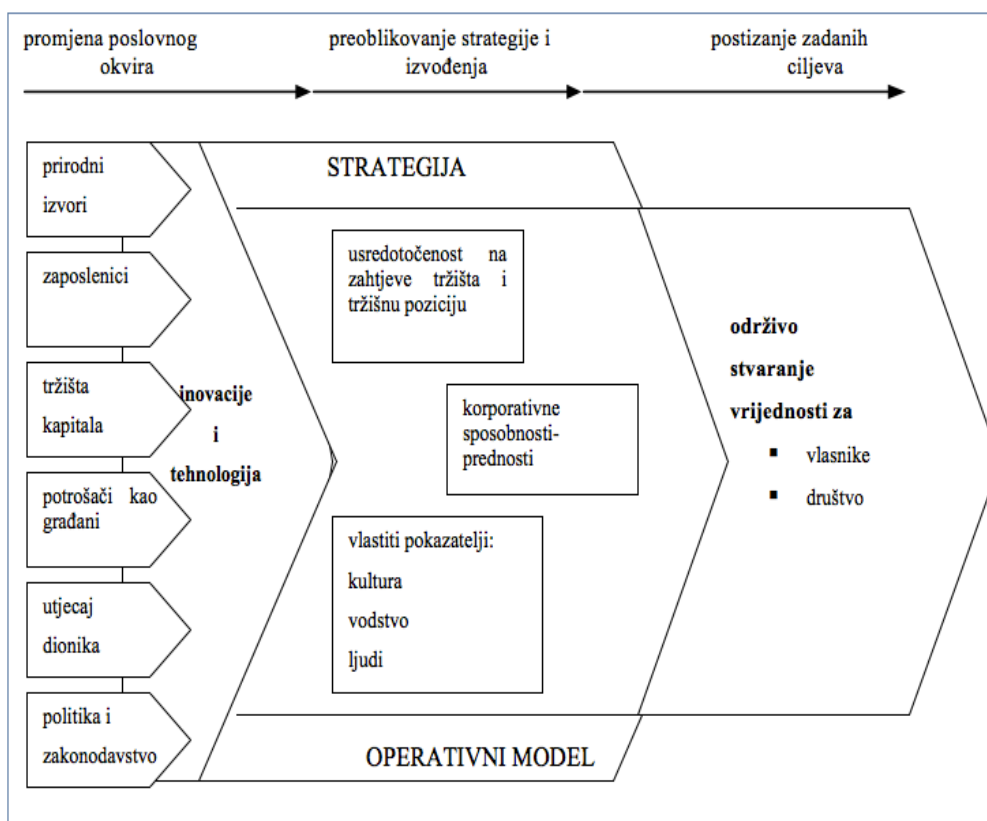 promjena poslovnog
okvira
preoblikovanje strategije i
izvođenja
postizanje zadanih
ciljeva
prirodni
izvori
zaposlenici
tržišta
kapitala
potrošači kao
građani
utjecaj
dionika
politika i
zakonodavstvo
inovacije
i
tehnologija
STRATEGIJA
usredotočenost na
zahtjeve tržišta i
tržišnu poziciju
korporativne
sposobnosti-
prednosti
vlastiti pokazatelji:
kultura
vodstvo
ljudi
OPERATIVNI MODEL
održivo
stvaranje
vrijednosti za
▪ vlasnike
▪ društvo